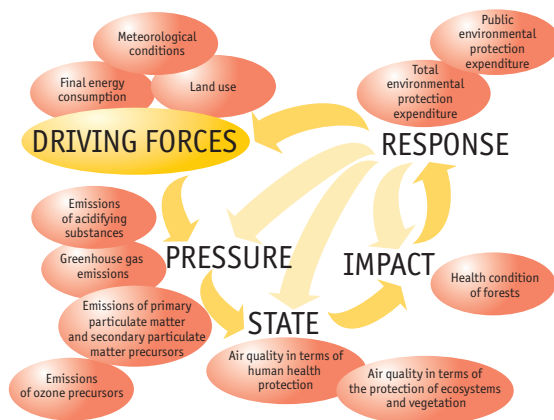 Meteorological
conditions
Final energy
consumption
Land use
DRIVING FORCES
Public
environmental
protection
expenditure
Total
environmental
protection
expenditure
RESPONSE
Emissions
of acidifying
substances
Greenhouse gas
emissions
Emissions of primary
particulate matter
and secondary particulate
matter precursors
Emissions
of ozone precursors
PRESSURE
IMPACT
Health condition
of forests
STATE
Air quality in terms of
human health
protection
Air quality in terms of
the protection of ecosystems
and vegetation